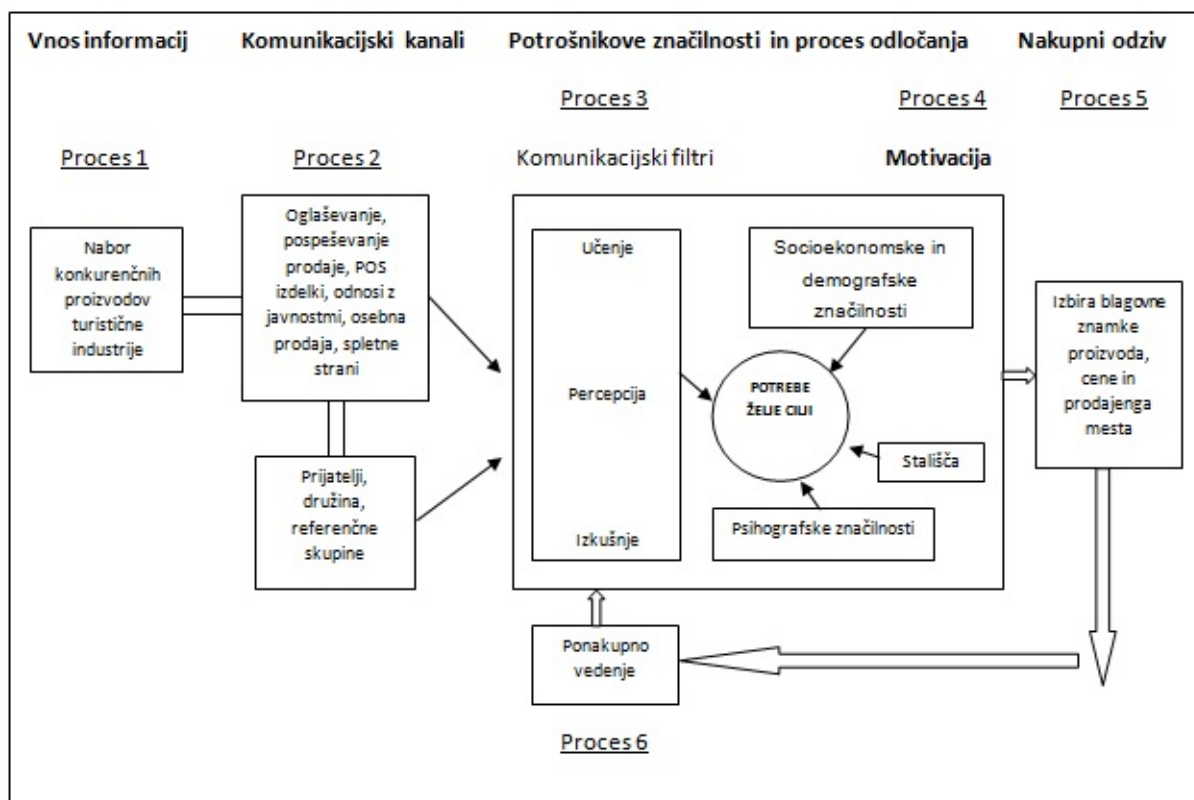 Vnos informacij
Komunikacijski kanali
Potrošnikove značilnosti in proces odločanja
Nakupni odziv
Proces 3
Proces 4
Proces 5
Proces 1
Proces 2
Komunikacijski filtri
Motivacija
Nabor
konkurenčnih
proizvodov
turistične
industrije
Oglaševanje,
pospeševanje
prodaje, POS
izdelki, odnosi z
javnostmi, osebna
prodaja, spletne
strani
Prijatelji,
družina,
referenčne
skupine
Učenje
Percepcija
Izkušnje
Socioekonomske in
demografske
značilnosti
POTREBE
ŽELJE CILJI
Stališča
Psihografske značilnosti
Izbira blagovne
znamke
proizvoda,
cene in
prodajenga
mesta
Ponakupno
vedenje
Proces 6